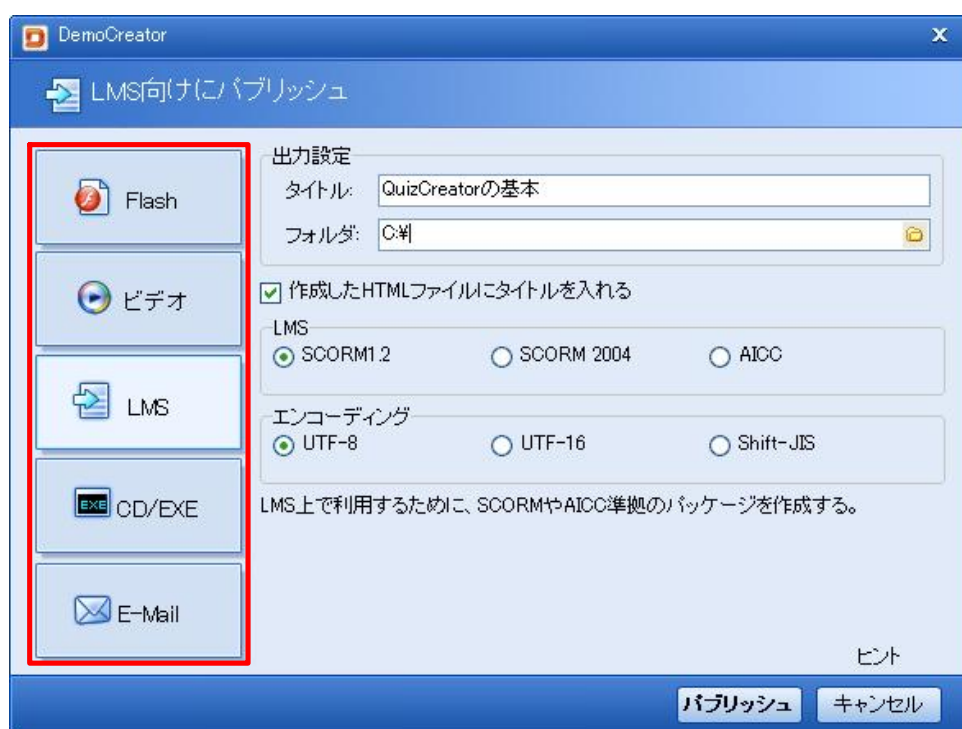 DemoCreator
LMS向けにパブリッシュ
Flash
ビデオ
LMS
CD/EXE
E-Mail
出力設定
タイトル: QuizCreatorの基本
フォルダ: C:¥
作成したHTMLファイルにタイトルを入れる
LMS
SCORM1.2 SCORM 2004 AICC
エンコーディング
UTF-8 UTF-16 Shift-JIS
LMS上で利用するために、SCORMやAICC準拠のパッケージを作成する。
ヒント
パブリッシュ キャンセル